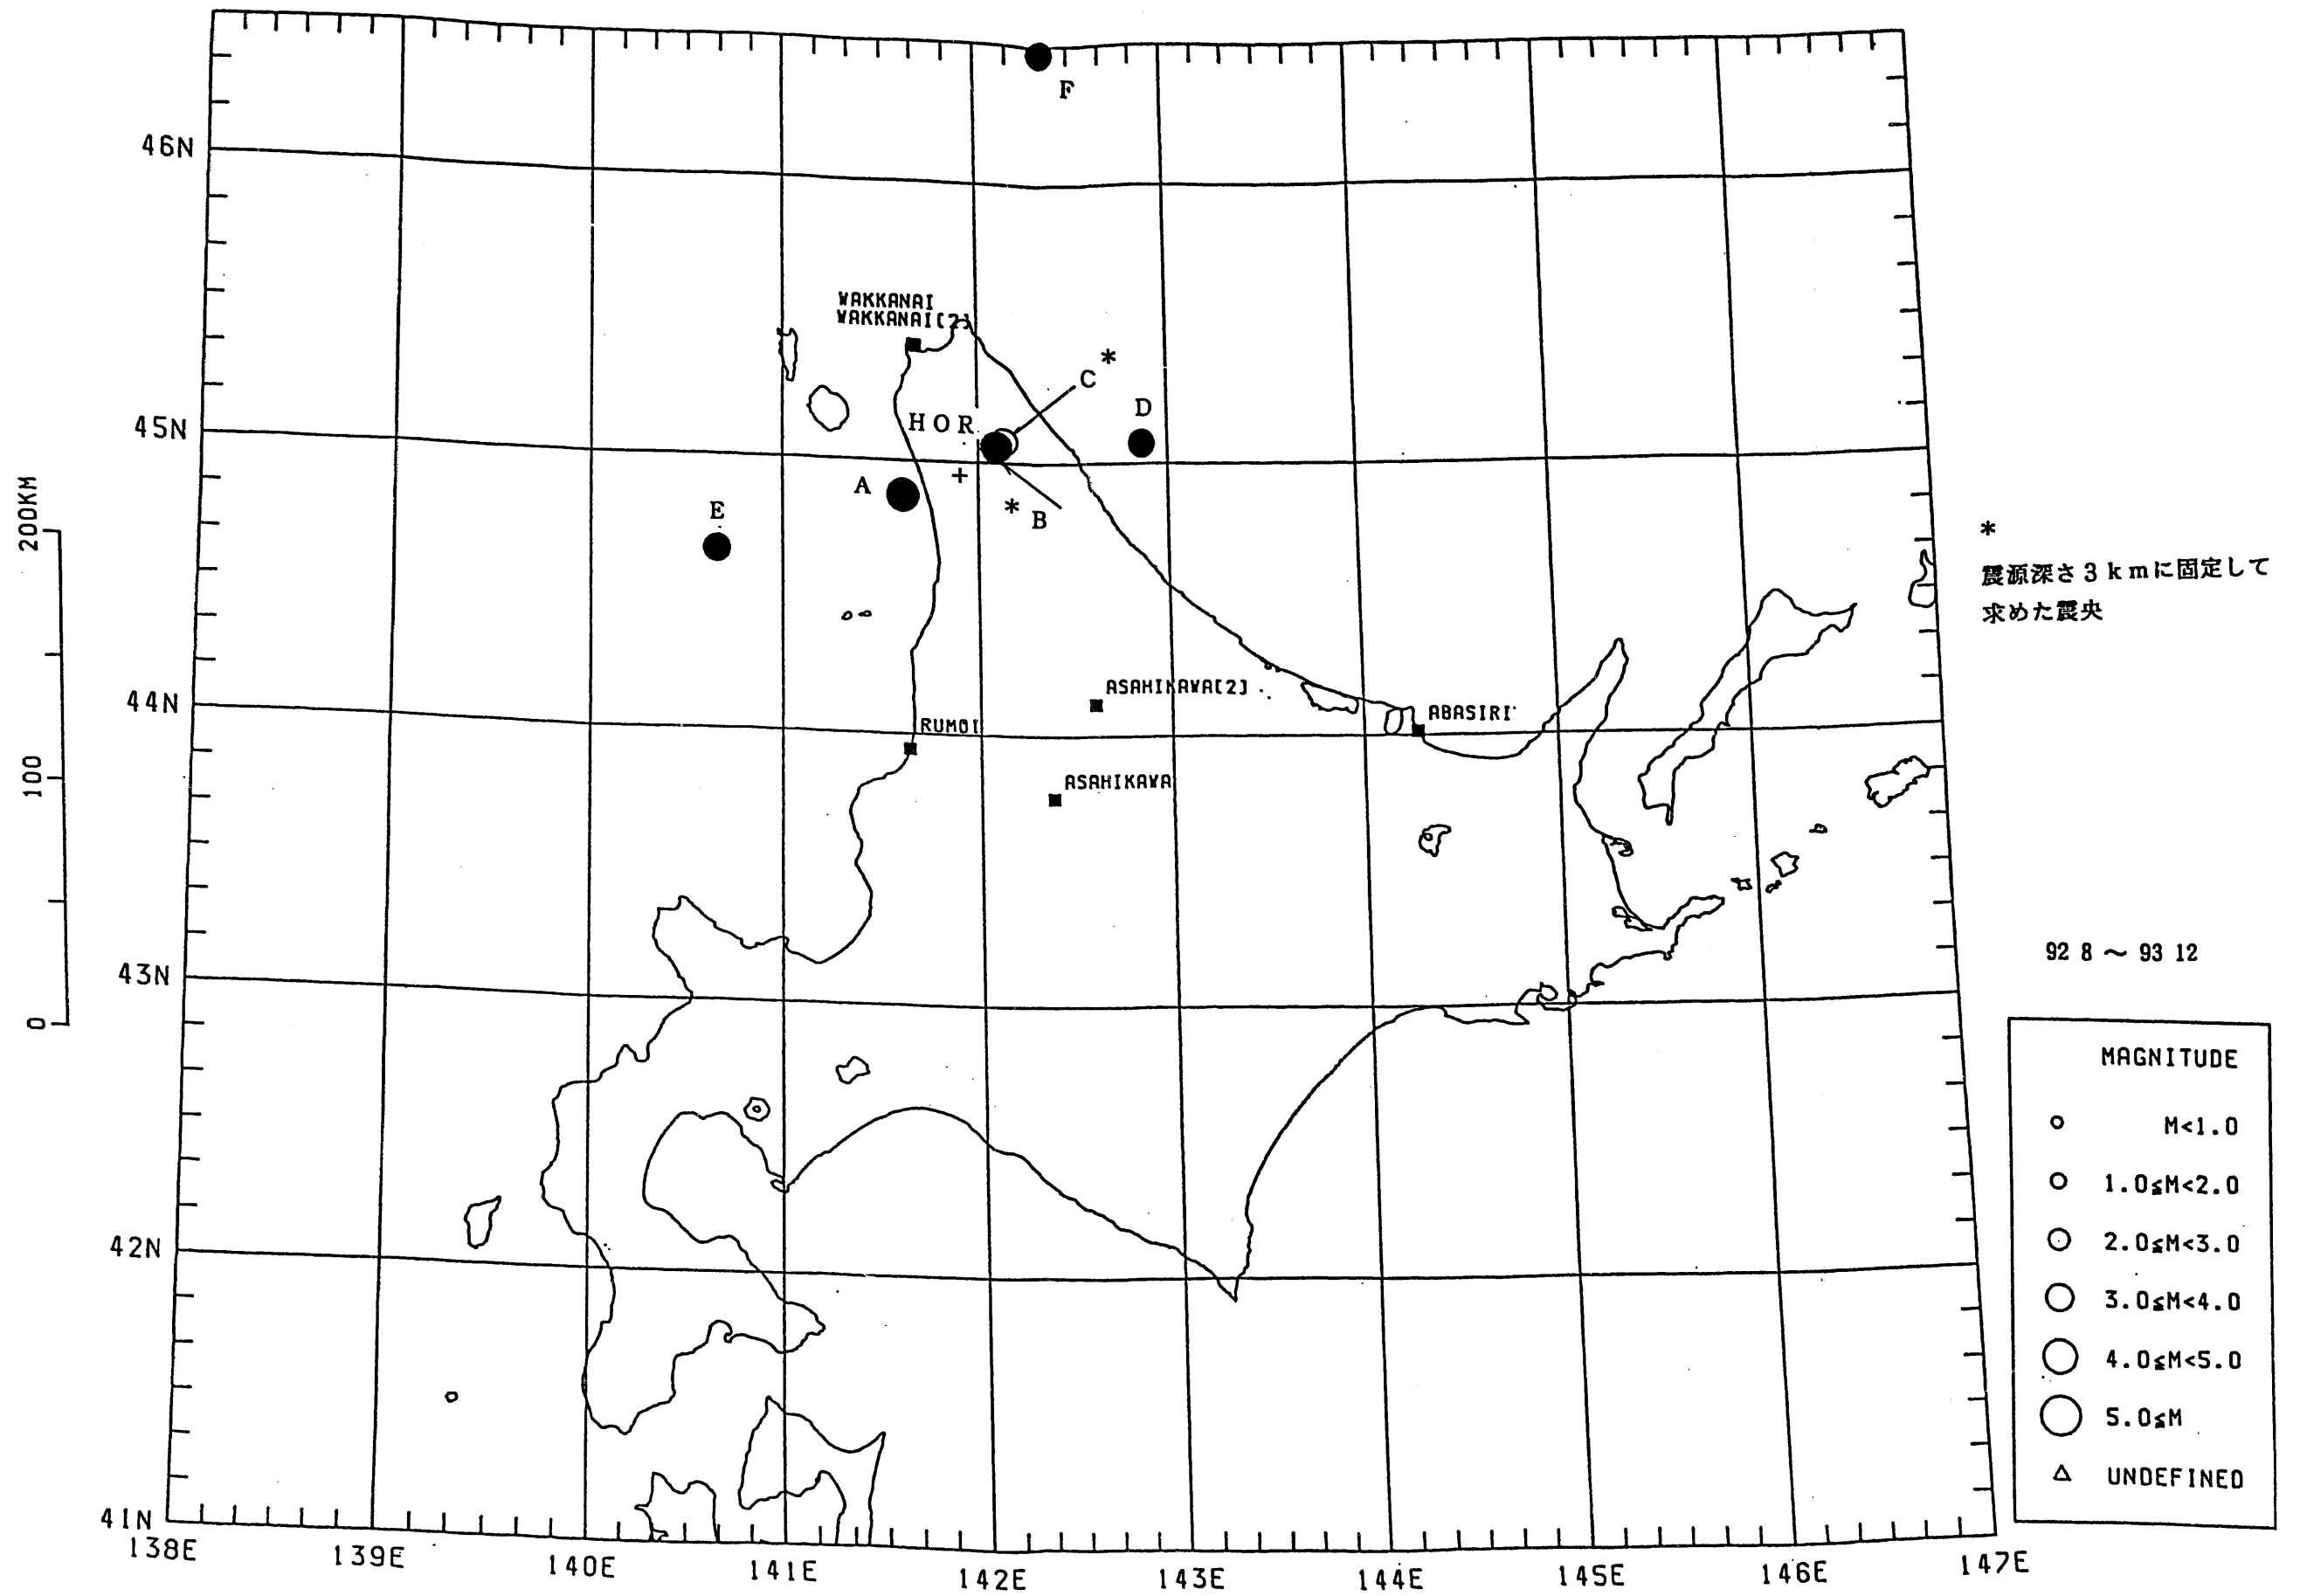 F
46N
WAKKANAI
WAKKANAI[2]
*
C
D
HOR
45N
+
A
* B
E
200KM
100
0
*
震源深さ3kmに固定して
求めた震央
ASAHIKAWA[2]
44N
RUMOI
ABASIRI
ASAHIKAWA
43N
92 8 ～ 93 12
MAGNITUDE
M<1.0
1.0≦M<2.0
2.0≦M<3.0
3.0≦M<4.0
4.0≦M<5.0
5.0≦M
UNDEFINED
42N
41N
138E 139E 140E 141E 142E 143E 144E 145E 146E 147E